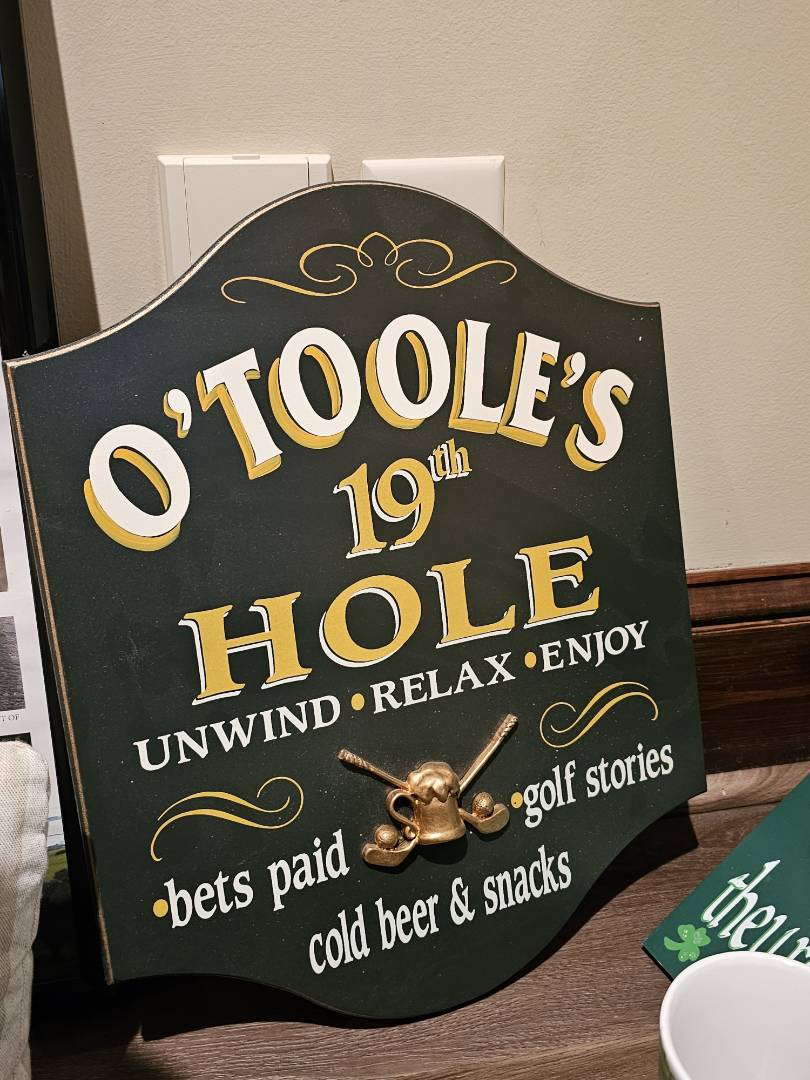 O'TOOLE'S
19th
HOLE
UNWIND • RELAX • ENJOY
•golf stories
•bets paid
cold beer & snacks